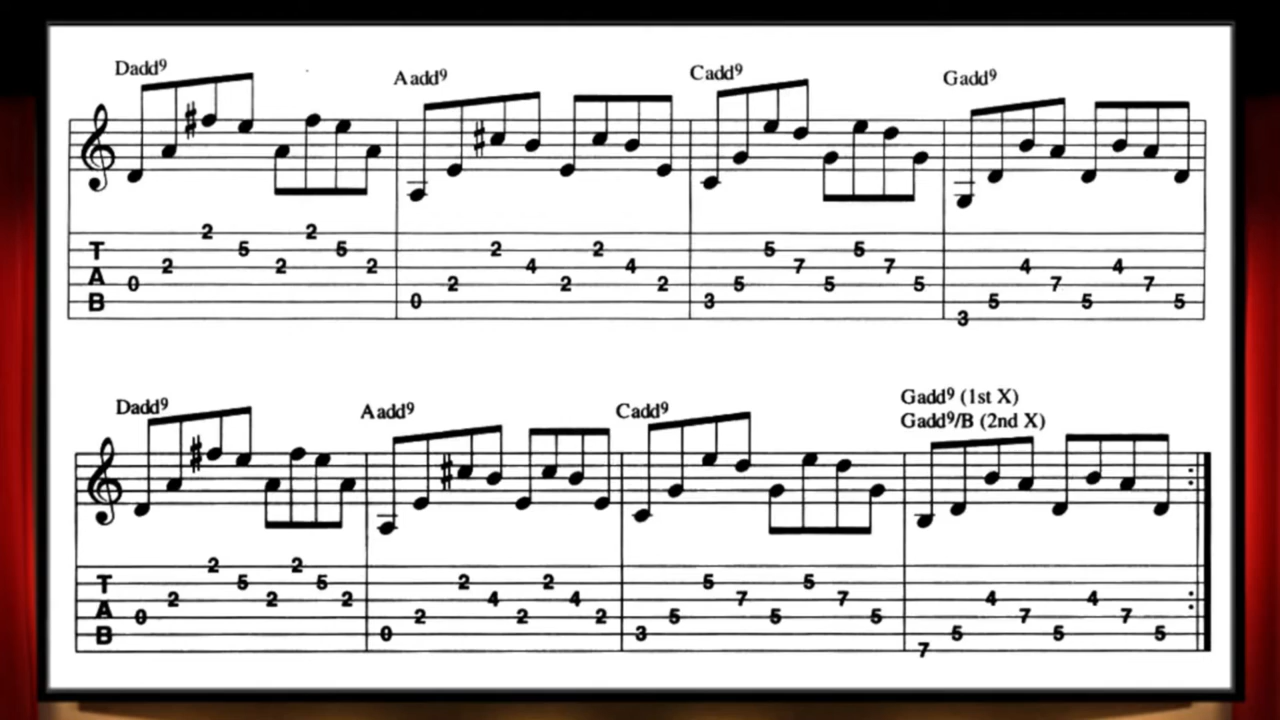 Dadd9 Aadd9 Cadd9 Gadd9
2 2
T 5 5 2 2 5 5
A 2 2 2 4 4 7 7 4 4
0 2 2 2 5 5 5 7 7
B 0 3 5 5 5
3
Gadd9 (1st X)
Dadd9 Aadd9 Cadd9 Gadd9/B (2nd X)
2 2
T 5 5 2 2 5 5
A 2 2 2 4 4 7 7 4 4
0 2 2 2 5 5 5 7 7
B 0 3 5 5 5
7